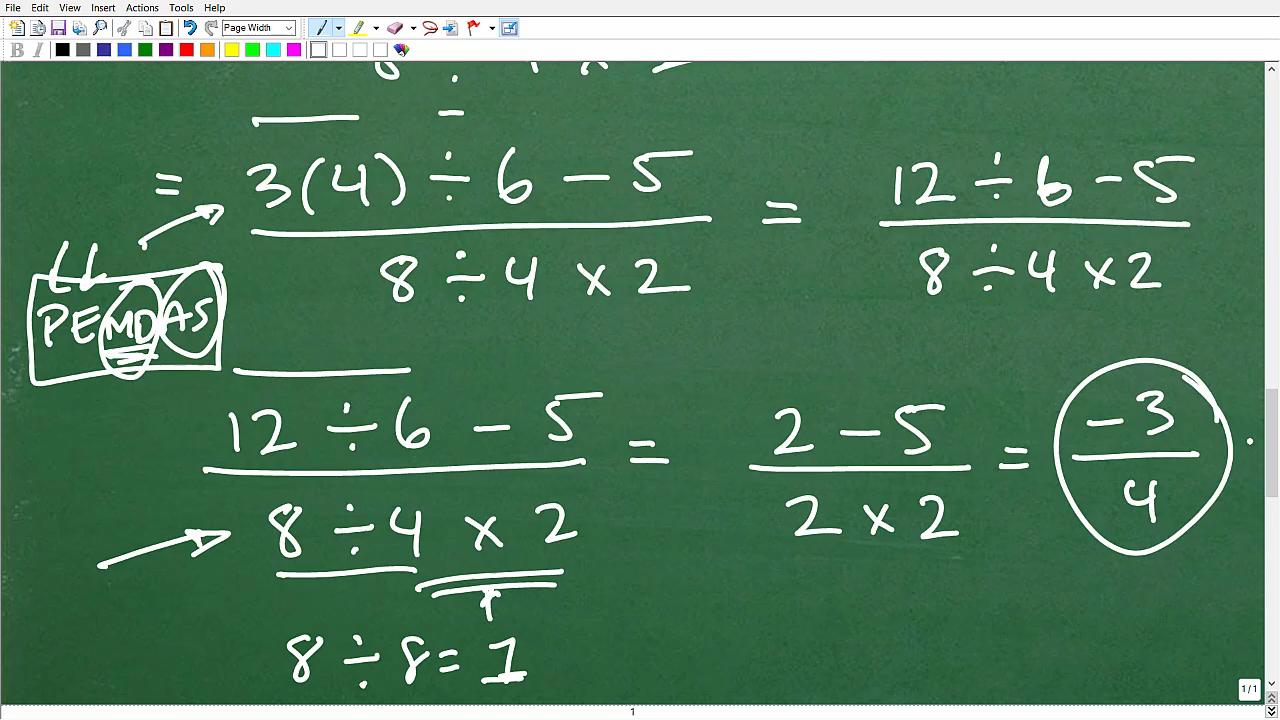 File Edit View Insert Actions Tools Help
Page Width
B I
= 3(4) ÷ 6 − 5 / 8 ÷ 4 × 2 = 12 ÷ 6 − 5 / 8 ÷ 4 × 2
PEMDAS
12 ÷ 6 − 5 / 8 ÷ 4 × 2 = 2 − 5 / 2 × 2 = −3 / 4
8 ÷ 8 = 1
1/1
1